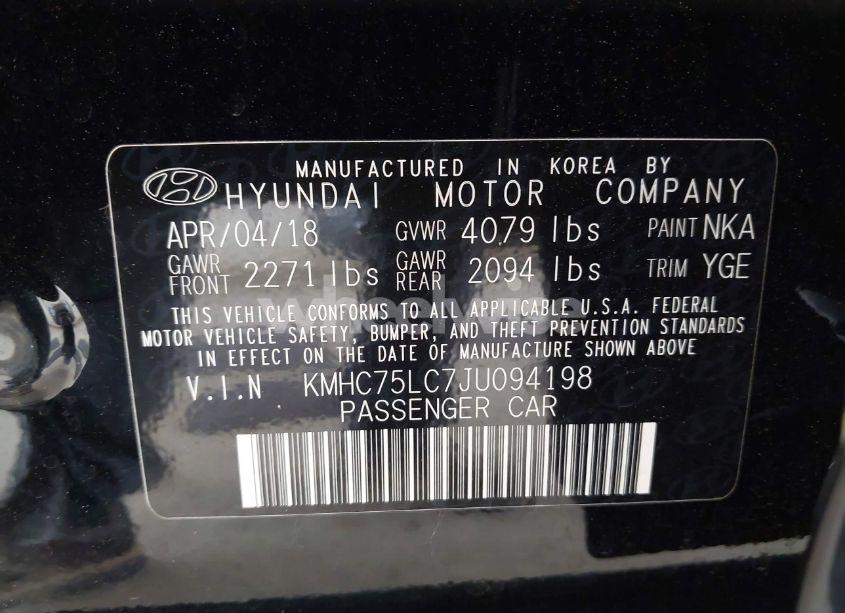 MANUFACTURED IN KOREA BY
HYUNDAI MOTOR COMPANY
APR/04/18 GVWR 4079 lbs PAINT NKA
GAWR FRONT 2271 lbs GAWR REAR 2094 lbs TRIM YGE
THIS VEHICLE CONFORMS TO ALL APPLICABLE U.S.A. FEDERAL
MOTOR VEHICLE SAFETY, BUMPER, AND THEFT PREVENTION STANDARDS
IN EFFECT ON THE DATE OF MANUFACTURE SHOWN ABOVE
V.I.N KMHC75LC7JU094198
PASSENGER CAR